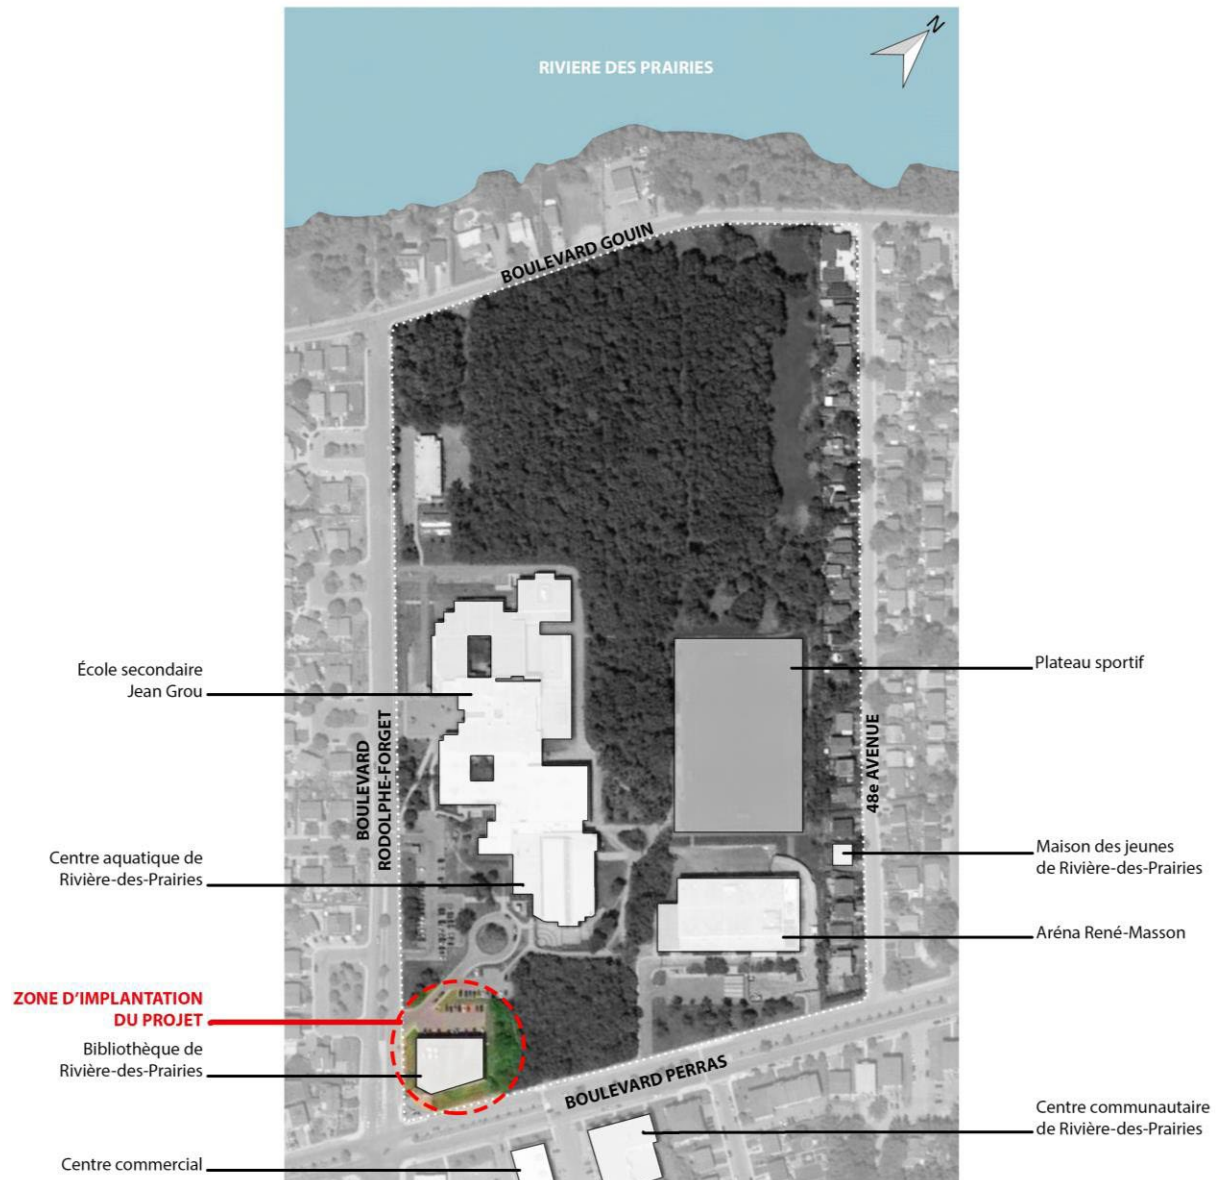 N
RIVIERE DES PRAIRIES
BOULEVARD GOUIN
École secondaire
Jean Grou
Plateau sportif
BOULEVARD
RODOLPHE-FORGET
48e AVENUE
Centre aquatique de
Rivière-des-Prairies
Maison des jeunes
de Rivière-des-Prairies
Aréna René-Masson
ZONE D'IMPLANTATION
DU PROJET
Bibliothèque de
Rivière-des-Prairies
BOULEVARD PERRAS
Centre communautaire
de Rivière-des-Prairies
Centre commercial